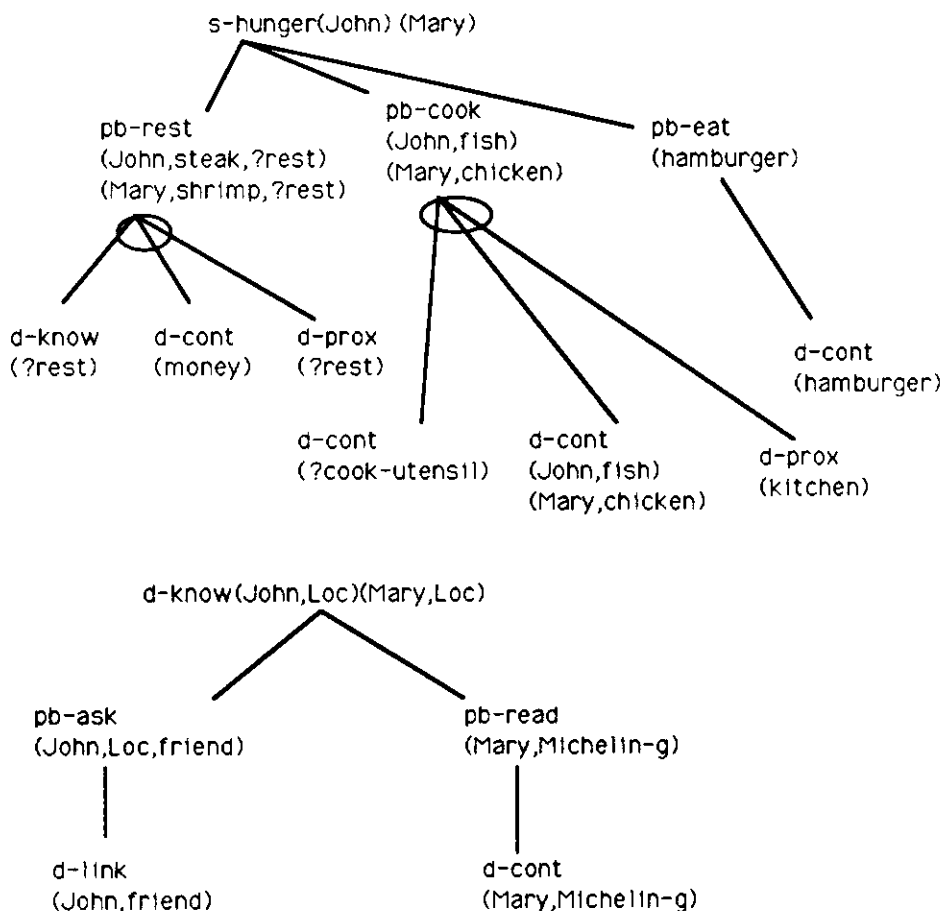 s-hunger(John) (Mary)
pb-rest
(John,steak,?rest)
(Mary,shrimp,?rest)
pb-cook
(John,fish)
(Mary,chicken)
pb-eat
(hamburger)
d-know
(?rest)
d-cont
(money)
d-prox
(?rest)
d-cont
(hamburger)
d-cont
(?cook-utensil)
d-cont
(John,fish)
(Mary,chicken)
d-prox
(kitchen)
d-know(John,Loc)(Mary,Loc)
pb-ask
(John,Loc,friend)
pb-read
(Mary,Michelin-g)
d-link
(John,friend)
d-cont
(Mary,Michelin-g)